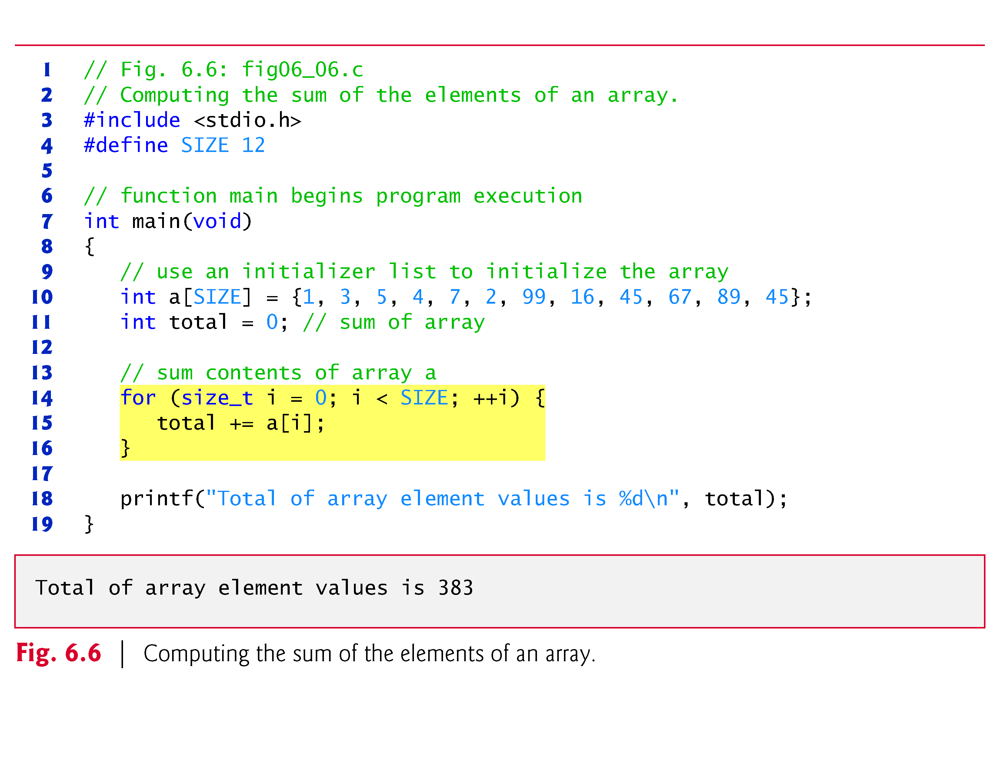 1 // Fig. 6.6: fig06_06.c
2 // Computing the sum of the elements of an array.
3 #include <stdio.h>
4 #define SIZE 12
5
6 // function main begins program execution
7 int main(void)
8 {
9    // use an initializer list to initialize the array
10    int a[SIZE] = {1, 3, 5, 4, 7, 2, 99, 16, 45, 67, 89, 45};
11    int total = 0; // sum of array
12
13    // sum contents of array a
14    for (size_t i = 0; i < SIZE; ++i) {
15       total += a[i];
16    }
17
18    printf("Total of array element values is %d\n", total);
19 }
Total of array element values is 383
Fig. 6.6 | Computing the sum of the elements of an array.